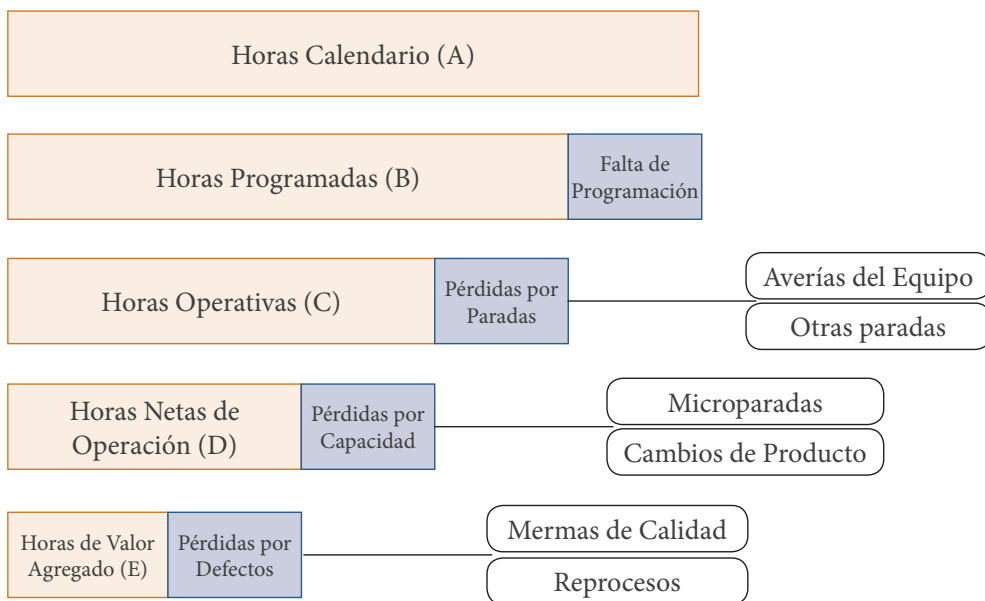 Horas Calendario (A)
Horas Programadas (B)
Falta de
Programación
Horas Operativas (C)
Pérdidas por
Paradas
Averías del Equipo
Otras paradas
Horas Netas de
Operación (D)
Pérdidas por
Capacidad
Microparadas
Cambios de Producto
Horas de Valor
Agregado (E)
Pérdidas por
Defectos
Mermas de Calidad
Reprocesos